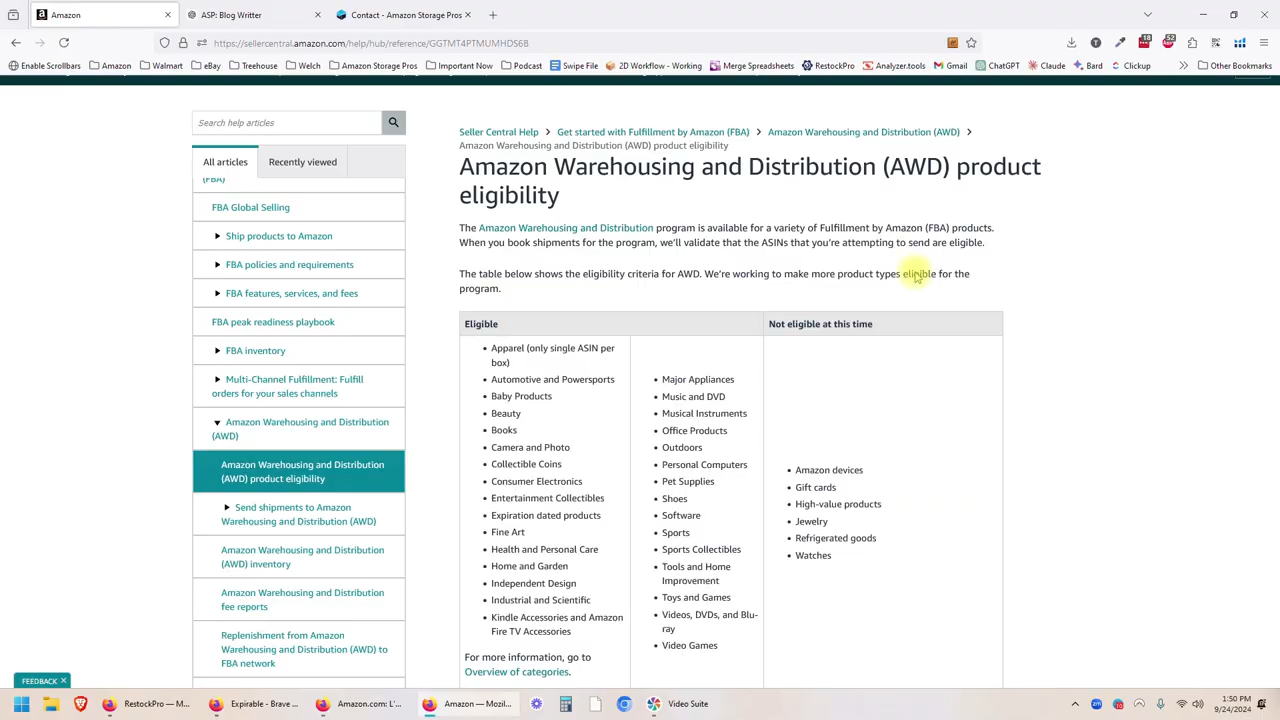 Amazon
ASP: Blog Writter
Contact - Amazon Storage Pros
https://sellercentral.amazon.com/help/hub/reference/GGTMT4PTMUMHDS6B
Enable Scrollbars
Amazon
Walmart
eBay
Treehouse
Welch
Amazon Storage Pros
Important Now
Podcast
Swipe File
2D Workflow - Working
Merge Spreadsheets
RestockPro
Analyzer.tools
Gmail
ChatGPT
Claude
Bard
Clickup
Other Bookmarks
Search help articles
All articles
Recently viewed
(FBA)
FBA Global Selling
Ship products to Amazon
FBA policies and requirements
FBA features, services, and fees
FBA peak readiness playbook
FBA inventory
Multi-Channel Fulfillment: Fulfill
orders for your sales channels
Amazon Warehousing and Distribution
(AWD)
Amazon Warehousing and Distribution
(AWD) product eligibility
Send shipments to Amazon
Warehousing and Distribution (AWD)
Amazon Warehousing and Distribution
(AWD) inventory
Amazon Warehousing and Distribution
fee reports
Replenishment from Amazon
Warehousing and Distribution (AWD) to
FBA network
FEEDBACK
Seller Central Help > Get started with Fulfillment by Amazon (FBA) > Amazon Warehousing and Distribution (AWD) >
Amazon Warehousing and Distribution (AWD) product eligibility
Amazon Warehousing and Distribution (AWD) product
eligibility
The Amazon Warehousing and Distribution program is available for a variety of Fulfillment by Amazon (FBA) products.
When you book shipments for the program, we'll validate that the ASINs that you're attempting to send are eligible.
The table below shows the eligibility criteria for AWD. We're working to make more product types eligible for the
program.
Eligible
Not eligible at this time
Apparel (only single ASIN per
box)
Automotive and Powersports
Baby Products
Beauty
Books
Camera and Photo
Collectible Coins
Consumer Electronics
Entertainment Collectibles
Expiration dated products
Fine Art
Health and Personal Care
Home and Garden
Independent Design
Industrial and Scientific
Kindle Accessories and Amazon
Fire TV Accessories
For more information, go to
Overview of categories.
Major Appliances
Music and DVD
Musical Instruments
Office Products
Outdoors
Personal Computers
Pet Supplies
Shoes
Software
Sports
Sports Collectibles
Tools and Home
Improvement
Toys and Games
Videos, DVDs, and Blu-
ray
Video Games
Amazon devices
Gift cards
High-value products
Jewelry
Refrigerated goods
Watches
RestockPro — M...
Expirable - Brave ...
Amazon.com: L'...
Amazon — Mozil...
Video Suite
1:50 PM
9/24/2024